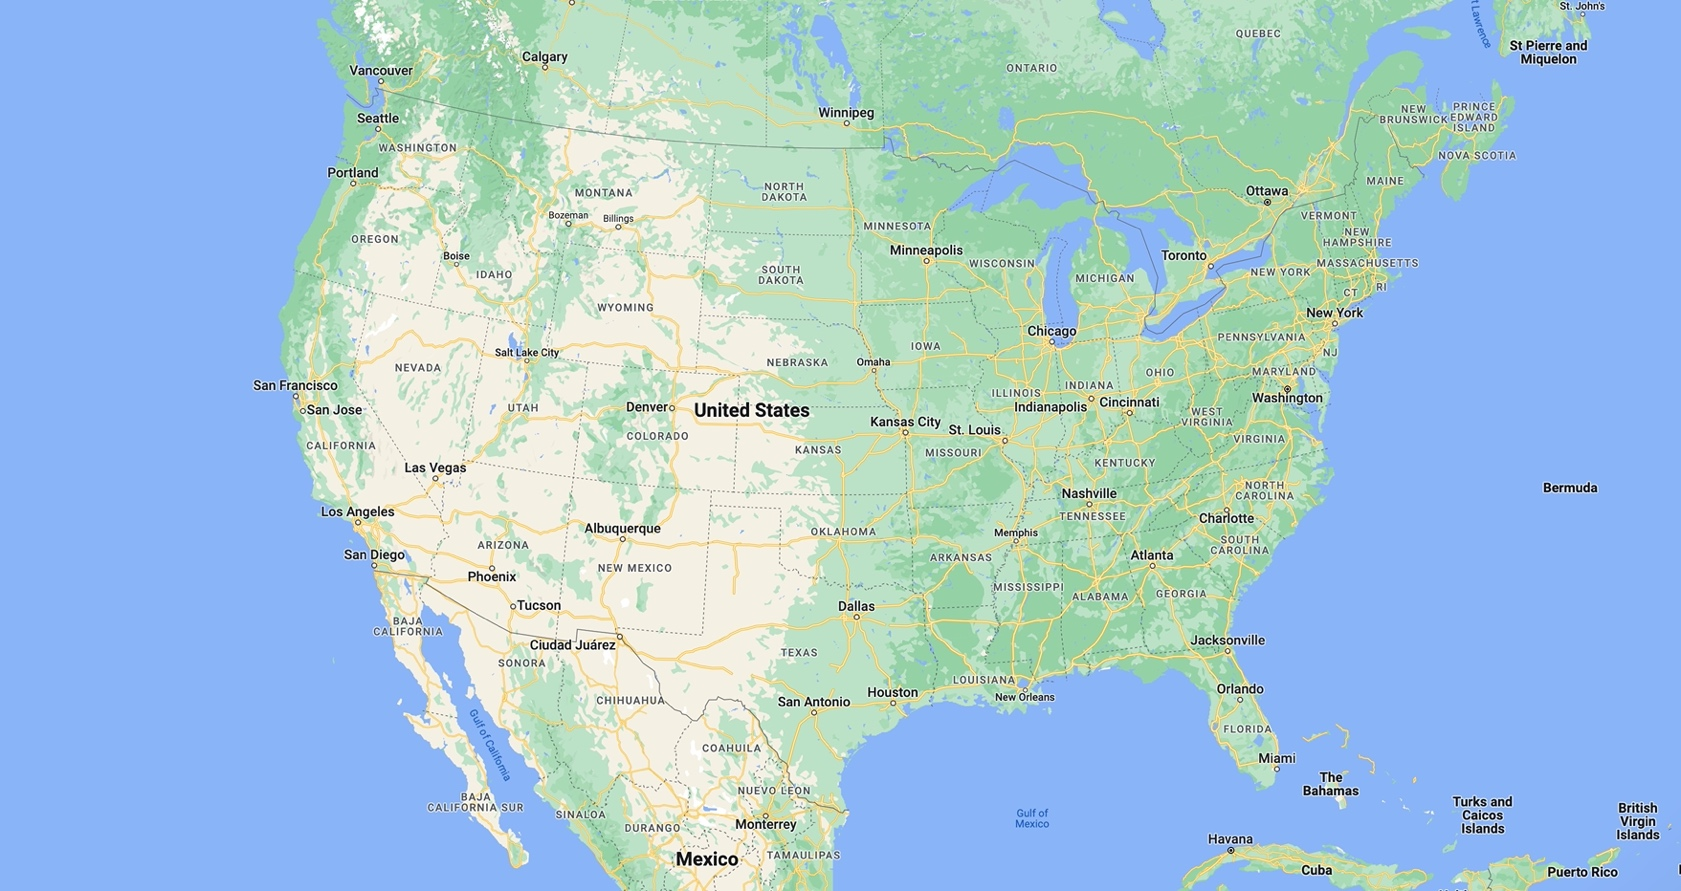 St. John's
QUEBEC
St Pierre and
Miquelon
Calgary
Vancouver
ONTARIO
Winnipeg
Seattle
NEW
BRUNSWICK
PRINCE
EDWARD
ISLAND
WASHINGTON
NOVA SCOTIA
Portland
MONTANA
NORTH
DAKOTA
Ottawa
MAINE
Bozeman
Billings
VERMONT
MINNESOTA
OREGON
NEW
HAMPSHIRE
Minneapolis
Boise
Toronto
WISCONSIN
MASSACHUSETTS
IDAHO
SOUTH
DAKOTA
MICHIGAN
NEW YORK
CT
RI
WYOMING
New York
Chicago
PENNSYLVANIA
IOWA
Salt Lake City
NJ
NEVADA
NEBRASKA
Omaha
OHIO
MARYLAND
San Francisco
INDIANA
ILLINOIS
Washington
San Jose
UTAH
Denver
United States
Indianapolis
Cincinnati
WEST
VIRGINIA
Kansas City
St. Louis
COLORADO
VIRGINIA
CALIFORNIA
KANSAS
MISSOURI
KENTUCKY
Las Vegas
Bermuda
Nashville
NORTH
CAROLINA
Los Angeles
TENNESSEE
Charlotte
Albuquerque
OKLAHOMA
Memphis
ARIZONA
SOUTH
CAROLINA
San Diego
ARKANSAS
Atlanta
NEW MEXICO
Phoenix
MISSISSIPPI
ALABAMA
GEORGIA
Tucson
Dallas
BAJA
CALIFORNIA
Ciudad Juárez
Jacksonville
TEXAS
SONORA
LOUISIANA
Orlando
CHIHUAHUA
San Antonio
Houston
New Orleans
Gulf of California
FLORIDA
COAHUILA
Miami
The
Bahamas
NUEVO LEON
BAJA
CALIFORNIA SUR
Turks and
Caicos
Islands
British
Virgin
Islands
SINALOA
Gulf of
Mexico
DURANGO
Monterrey
Havana
Mexico
TAMAULIPAS
Cuba
Puerto Rico